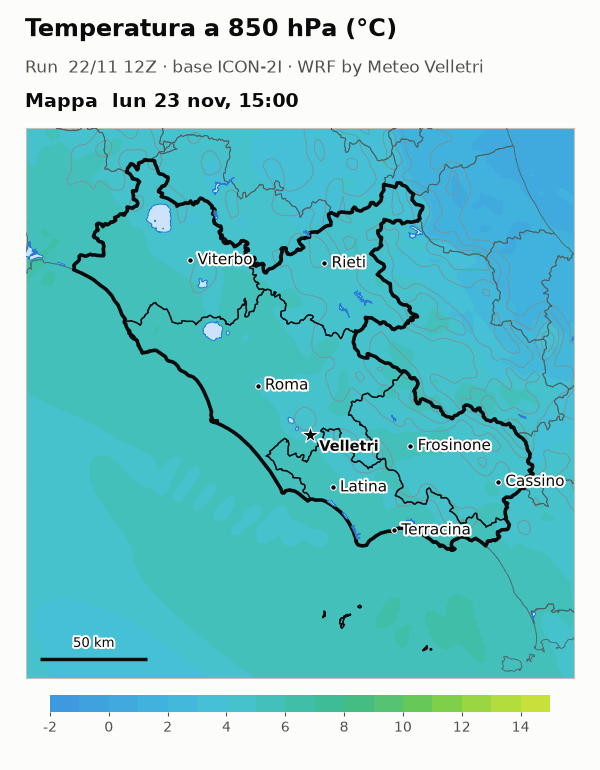 Temperatura a 850 hPa (°C)
Run  22/11 12Z · base ICON-2I · WRF by Meteo Velletri
Mappa  lun 23 nov, 15:00
Viterbo
Rieti
Roma
Velletri
Frosinone
Cassino
Latina
Terracina
50 km
-2 0 2 4 6 8 10 12 14